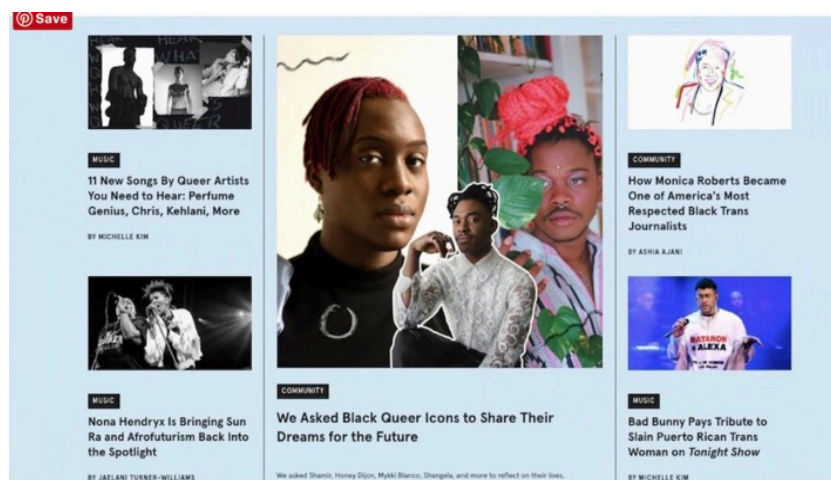 Save
MUSIC
11 New Songs By Queer Artists
You Need to Hear: Perfume
Genius, Chris, Kehlani, More
BY MICHELLE KIM
MUSIC
Nona Hendryx Is Bringing Sun
Ra and Afrofuturism Back Into
the Spotlight
BY JAELANI TURNER-WILLIAMS
COMMUNITY
We Asked Black Queer Icons to Share Their
Dreams for the Future
We asked Shamir, Honey Dijon, Mykki Blanco, Shangela, and more to reflect on their lives,
COMMUNITY
How Monica Roberts Became
One of America's Most
Respected Black Trans
Journalists
BY ASHIA AJANI
MATARON
ALEXA
MUSIC
Bad Bunny Pays Tribute to
Slain Puerto Rican Trans
Woman on Tonight Show
BY MICHELLE KIM